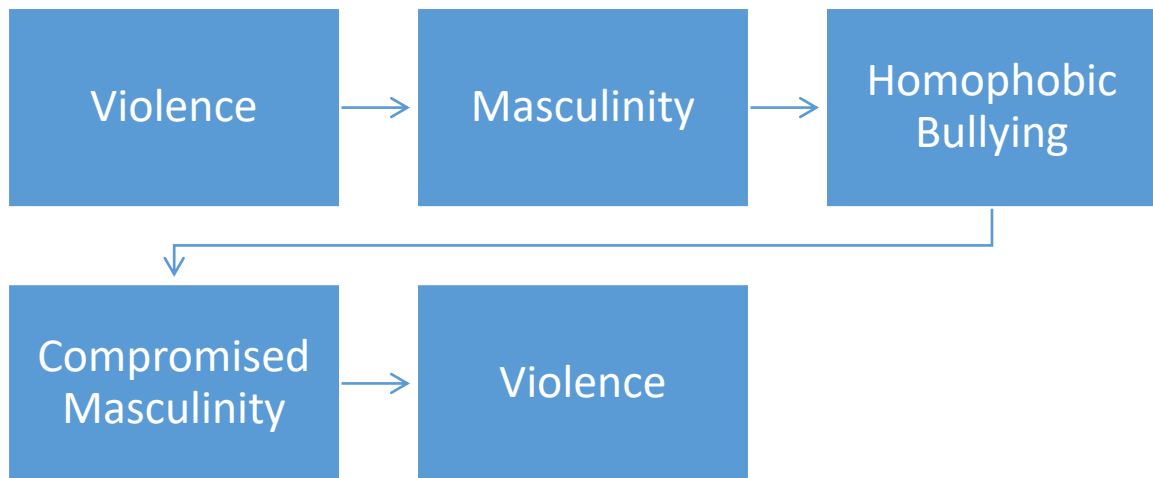 Violence
Masculinity
Homophobic
Bullying
Compromised
Masculinity
Violence